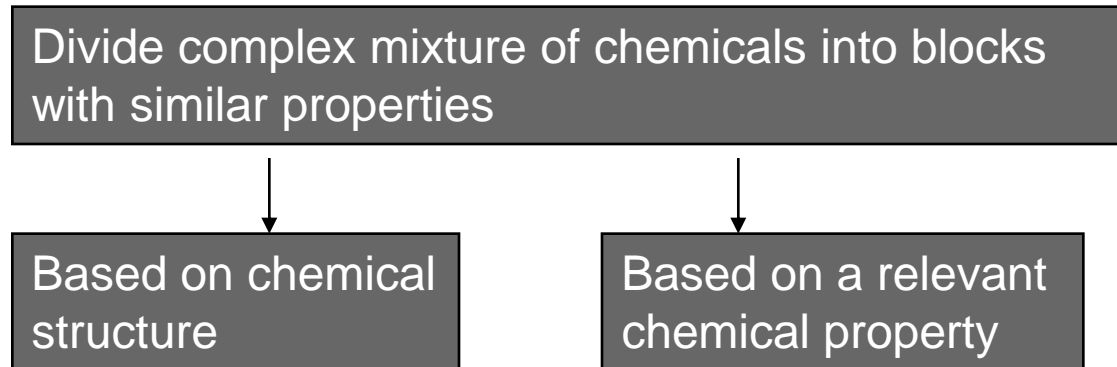 Divide complex mixture of chemicals into blocks
with similar properties
Based on chemical
structure
Based on a relevant
chemical property